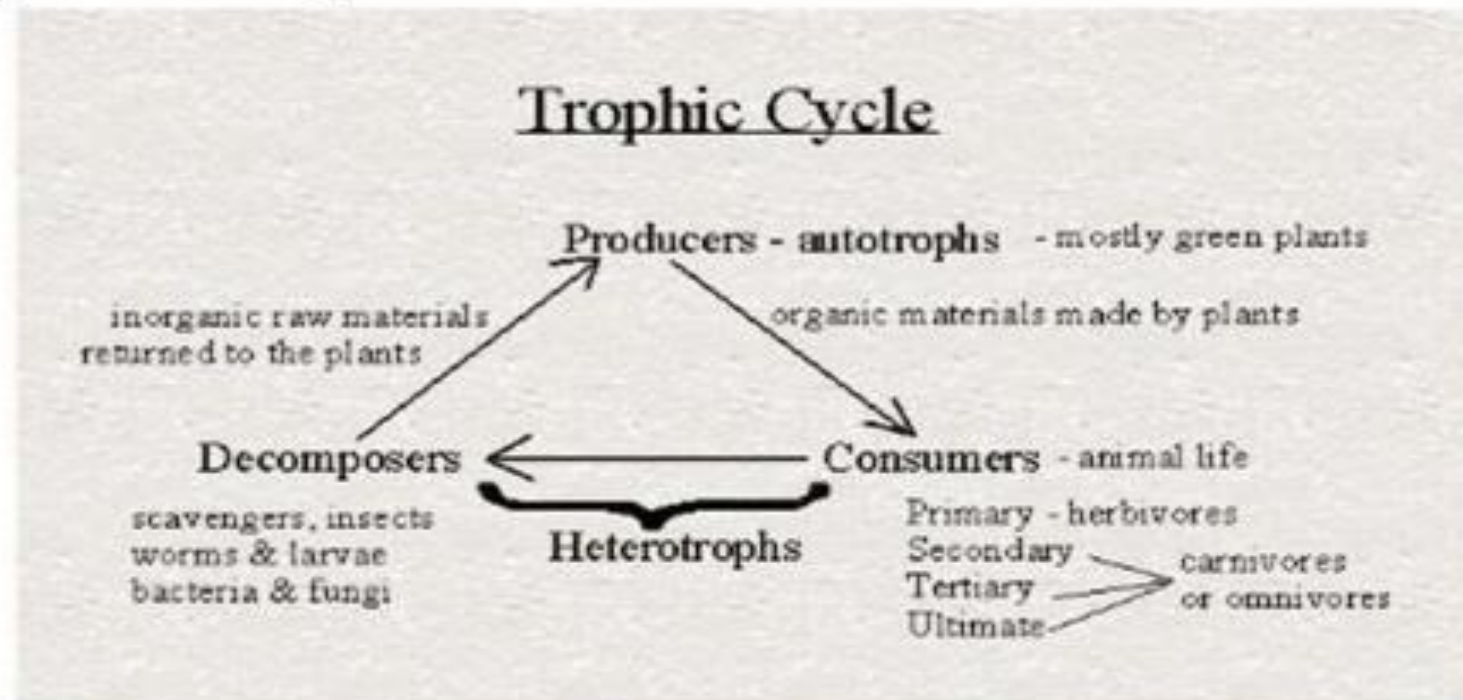 Trophic Cycle
Producers - autotrophs - mostly green plants
inorganic raw materials
returned to the plants
organic materials made by plants
Decomposers
Consumers - animal life
scavengers, insects
worms & larvae
bacteria & fungi
Heterotrophs
Primary - herbivores
Secondary
Tertiary
Ultimate
carnivores
or omnivores